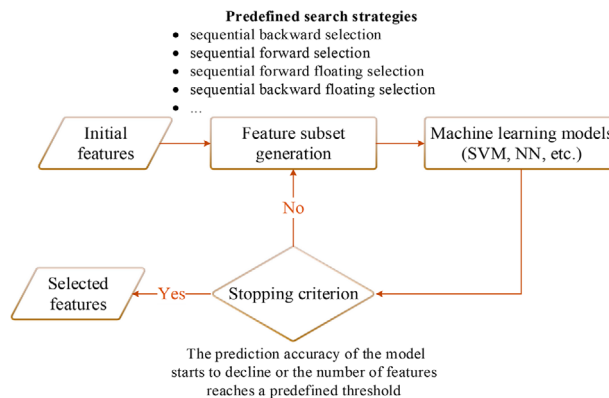 Predefined search strategies
• sequential backward selection
• sequential forward selection
• sequential forward floating selection
• sequential backward floating selection
• ...
Initial
features
Feature subset
generation
Machine learning models
(SVM, NN, etc.)
No
Selected
features
Yes
Stopping criterion
The prediction accuracy of the model
starts to decline or the number of features
reaches a predefined threshold